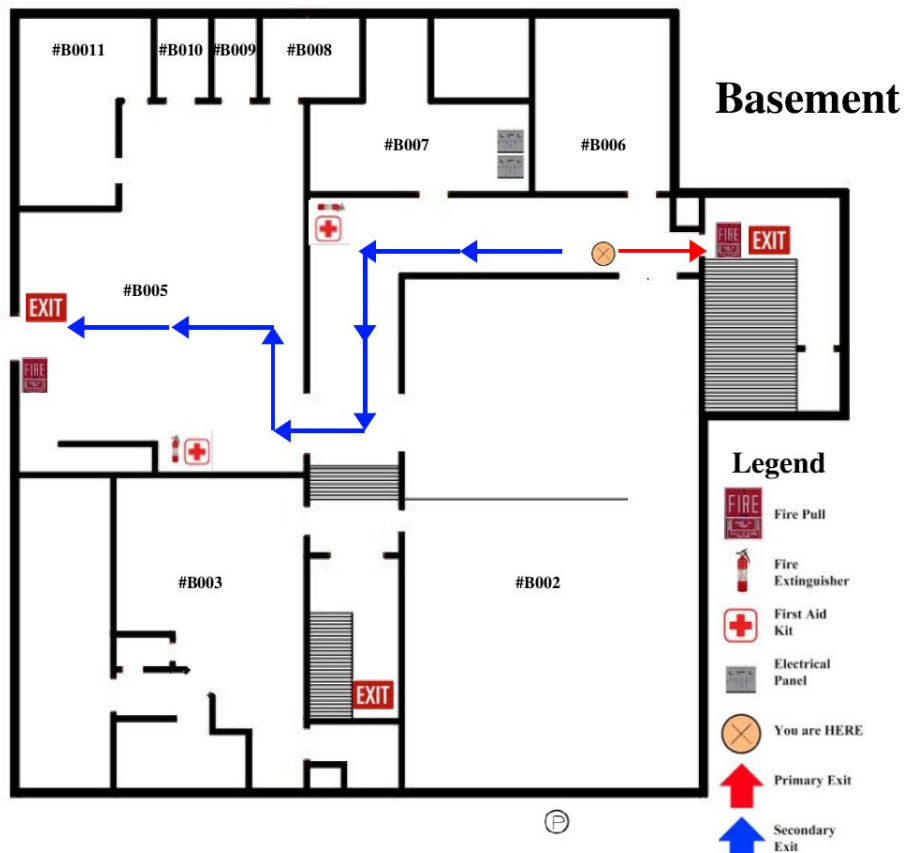 #B0011
#B010
#B009
#B008
Basement
#B007
#B006
FIRE
EXIT
#B005
EXIT
FIRE
Legend
FIRE
Fire Pull
Fire
Extinguisher
#B003
#B002
First Aid
Kit
Electrical
Panel
EXIT
You are HERE
Primary Exit
P
Secondary
Exit